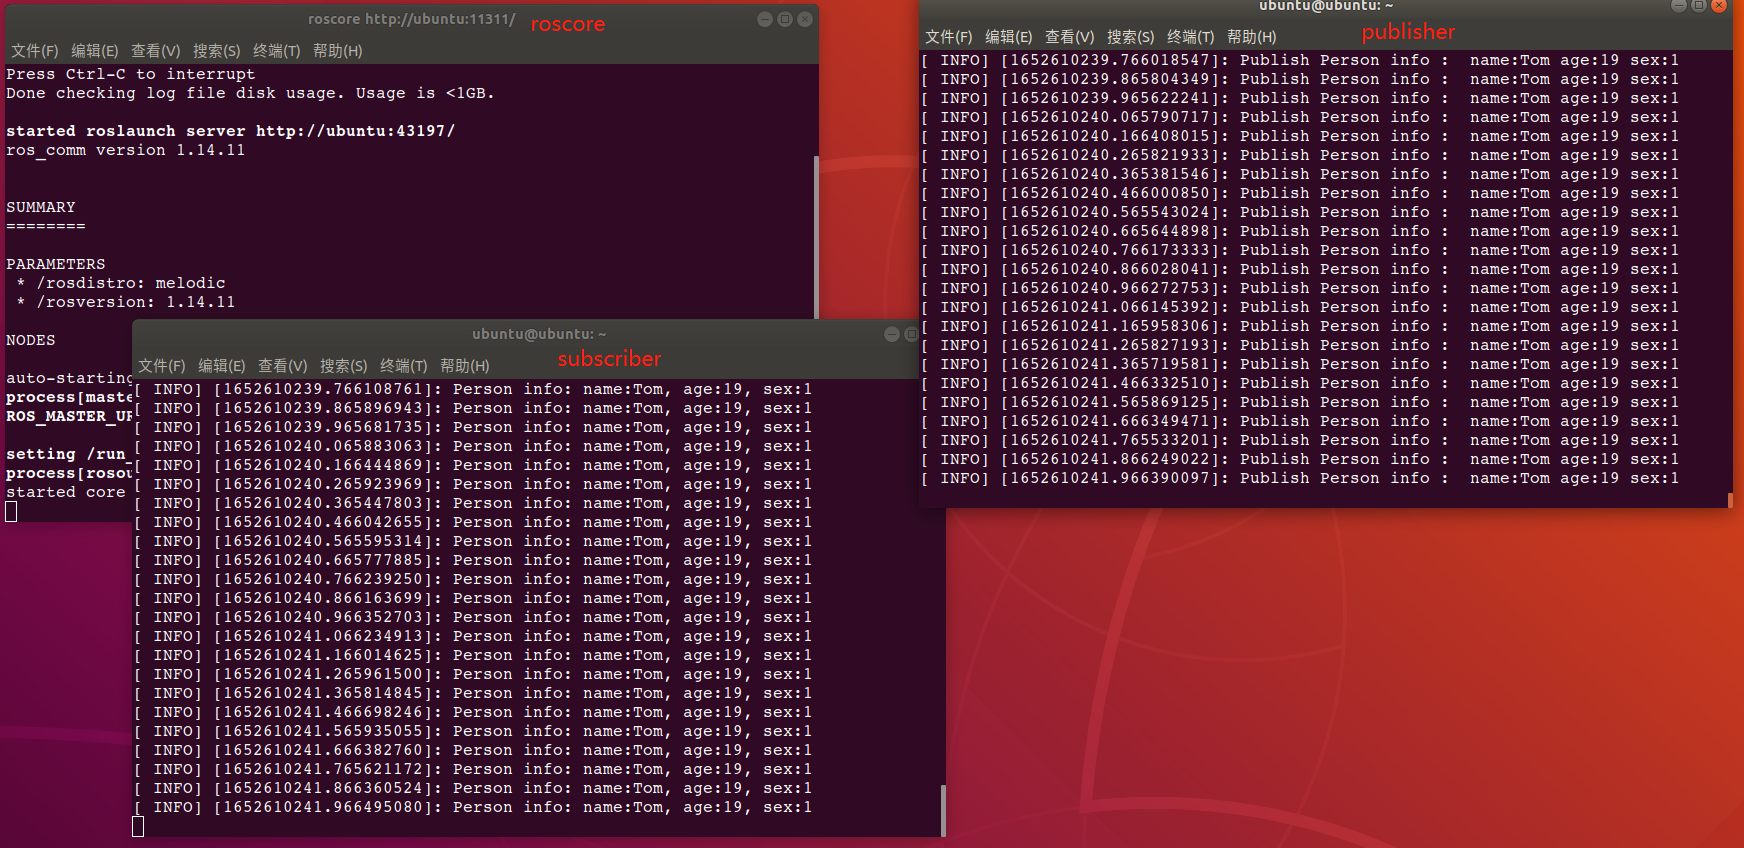 roscore http://ubuntu:11311/
roscore
文件(F) 编辑(E) 查看(V) 搜索(S) 终端(T) 帮助(H)
Press Ctrl-C to interrupt
Done checking log file disk usage. Usage is <1GB.
started roslaunch server http://ubuntu:43197/
ros_comm version 1.14.11
SUMMARY
========
PARAMETERS
* /rosdistro: melodic
* /rosversion: 1.14.11
NODES
auto-starting
process[maste
ROS_MASTER_UR
setting /run_
process[rosou
started core
ubuntu@ubuntu: ~
subscriber
文件(F) 编辑(E) 查看(V) 搜索(S) 终端(T) 帮助(H)
[ INFO] [1652610239.766108761]: Person info: name:Tom, age:19, sex:1
[ INFO] [1652610239.865896943]: Person info: name:Tom, age:19, sex:1
[ INFO] [1652610239.965681735]: Person info: name:Tom, age:19, sex:1
[ INFO] [1652610240.065883063]: Person info: name:Tom, age:19, sex:1
[ INFO] [1652610240.166444869]: Person info: name:Tom, age:19, sex:1
[ INFO] [1652610240.265923969]: Person info: name:Tom, age:19, sex:1
[ INFO] [1652610240.365447803]: Person info: name:Tom, age:19, sex:1
[ INFO] [1652610240.466042655]: Person info: name:Tom, age:19, sex:1
[ INFO] [1652610240.565595314]: Person info: name:Tom, age:19, sex:1
[ INFO] [1652610240.665777885]: Person info: name:Tom, age:19, sex:1
[ INFO] [1652610240.766239250]: Person info: name:Tom, age:19, sex:1
[ INFO] [1652610240.866163699]: Person info: name:Tom, age:19, sex:1
[ INFO] [1652610240.966352703]: Person info: name:Tom, age:19, sex:1
[ INFO] [1652610241.066234913]: Person info: name:Tom, age:19, sex:1
[ INFO] [1652610241.166014625]: Person info: name:Tom, age:19, sex:1
[ INFO] [1652610241.265961500]: Person info: name:Tom, age:19, sex:1
[ INFO] [1652610241.365814845]: Person info: name:Tom, age:19, sex:1
[ INFO] [1652610241.466698246]: Person info: name:Tom, age:19, sex:1
[ INFO] [1652610241.565935055]: Person info: name:Tom, age:19, sex:1
[ INFO] [1652610241.666382760]: Person info: name:Tom, age:19, sex:1
[ INFO] [1652610241.765621172]: Person info: name:Tom, age:19, sex:1
[ INFO] [1652610241.866360524]: Person info: name:Tom, age:19, sex:1
[ INFO] [1652610241.966495080]: Person info: name:Tom, age:19, sex:1
ubuntu@ubuntu: ~
publisher
文件(F) 编辑(E) 查看(V) 搜索(S) 终端(T) 帮助(H)
[ INFO] [1652610239.766018547]: Publish Person info :  name:Tom age:19 sex:1
[ INFO] [1652610239.865804349]: Publish Person info :  name:Tom age:19 sex:1
[ INFO] [1652610239.965622241]: Publish Person info :  name:Tom age:19 sex:1
[ INFO] [1652610240.065790717]: Publish Person info :  name:Tom age:19 sex:1
[ INFO] [1652610240.166408015]: Publish Person info :  name:Tom age:19 sex:1
[ INFO] [1652610240.265821933]: Publish Person info :  name:Tom age:19 sex:1
[ INFO] [1652610240.365381546]: Publish Person info :  name:Tom age:19 sex:1
[ INFO] [1652610240.466000850]: Publish Person info :  name:Tom age:19 sex:1
[ INFO] [1652610240.565543024]: Publish Person info :  name:Tom age:19 sex:1
[ INFO] [1652610240.665644898]: Publish Person info :  name:Tom age:19 sex:1
[ INFO] [1652610240.766173333]: Publish Person info :  name:Tom age:19 sex:1
[ INFO] [1652610240.866028041]: Publish Person info :  name:Tom age:19 sex:1
[ INFO] [1652610240.966272753]: Publish Person info :  name:Tom age:19 sex:1
[ INFO] [1652610241.066145392]: Publish Person info :  name:Tom age:19 sex:1
[ INFO] [1652610241.165958306]: Publish Person info :  name:Tom age:19 sex:1
[ INFO] [1652610241.265827193]: Publish Person info :  name:Tom age:19 sex:1
[ INFO] [1652610241.365719581]: Publish Person info :  name:Tom age:19 sex:1
[ INFO] [1652610241.466332510]: Publish Person info :  name:Tom age:19 sex:1
[ INFO] [1652610241.565869125]: Publish Person info :  name:Tom age:19 sex:1
[ INFO] [1652610241.666349471]: Publish Person info :  name:Tom age:19 sex:1
[ INFO] [1652610241.765533201]: Publish Person info :  name:Tom age:19 sex:1
[ INFO] [1652610241.866249022]: Publish Person info :  name:Tom age:19 sex:1
[ INFO] [1652610241.966390097]: Publish Person info :  name:Tom age:19 sex:1